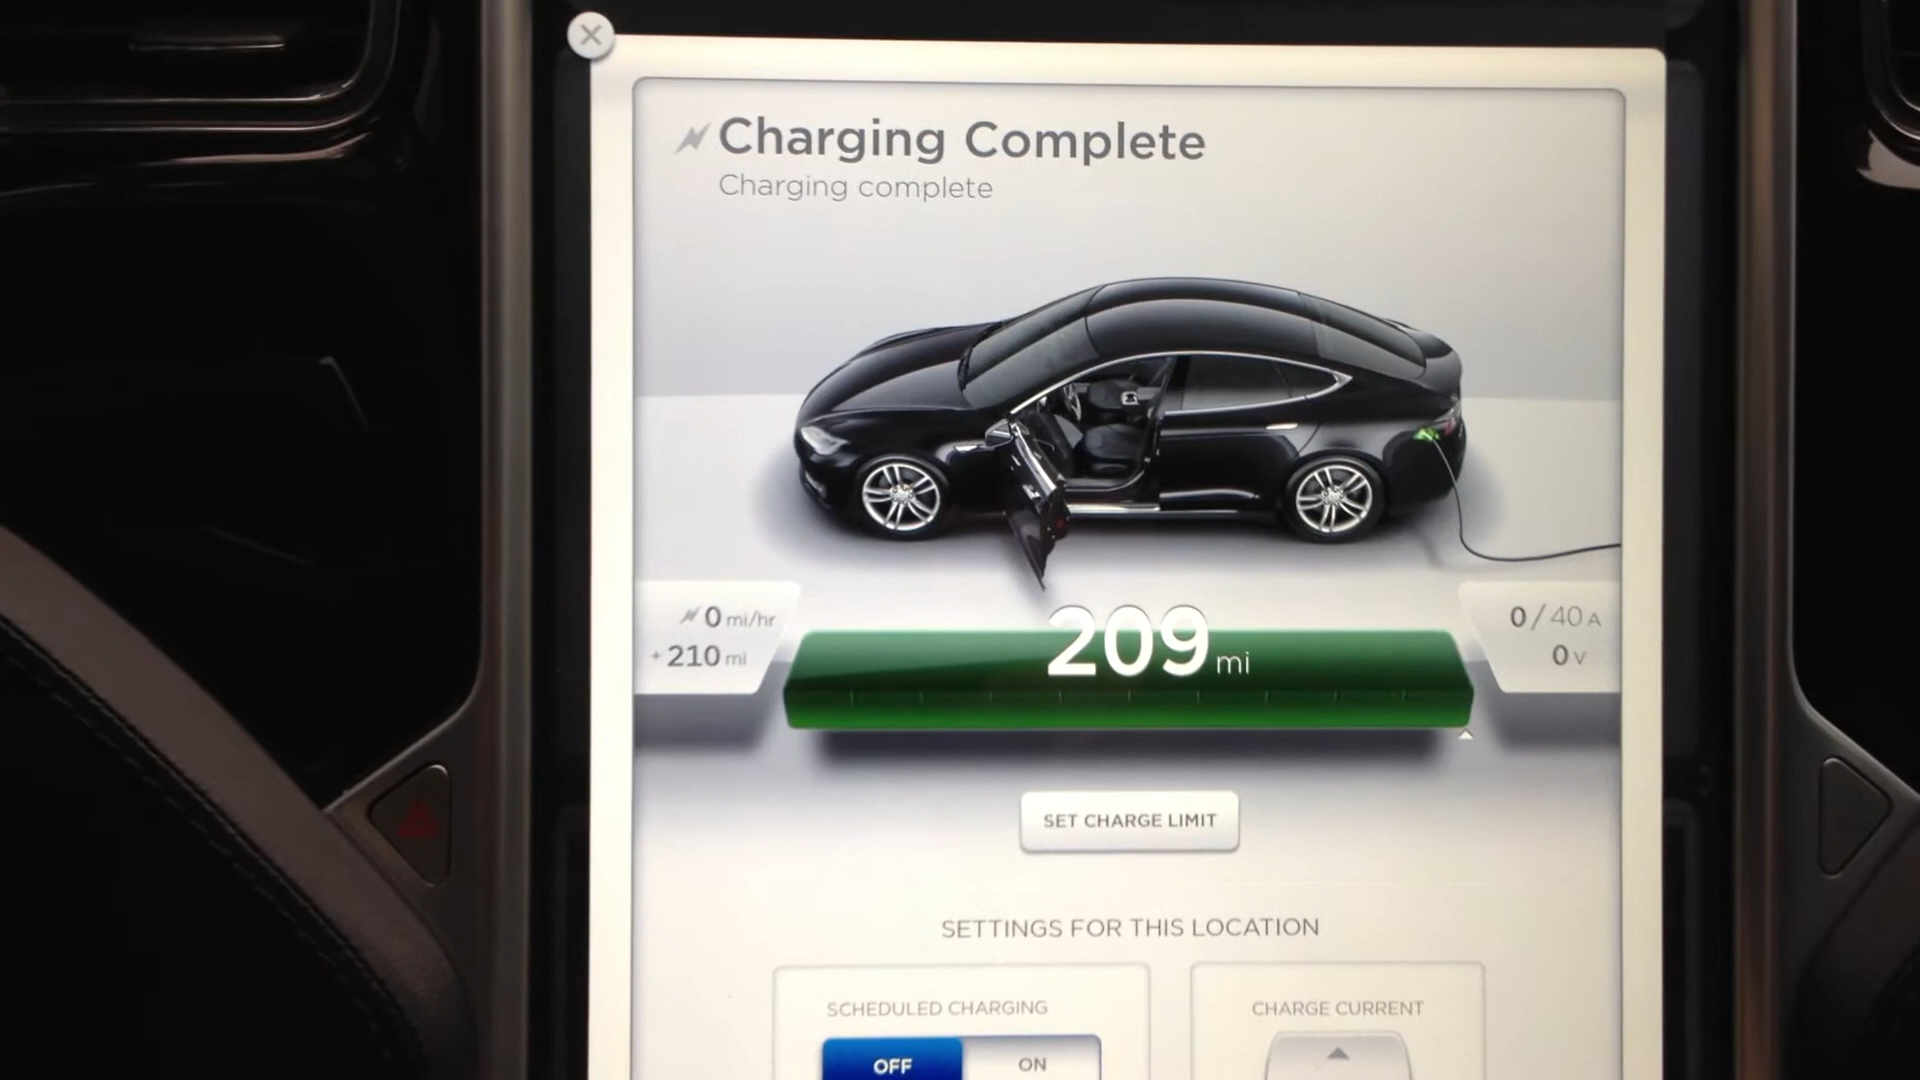 Charging Complete
Charging complete
0 mi/hr
+210 mi
209 mi
0/40 A
0 V
SET CHARGE LIMIT
SETTINGS FOR THIS LOCATION
SCHEDULED CHARGING
OFF ON
CHARGE CURRENT